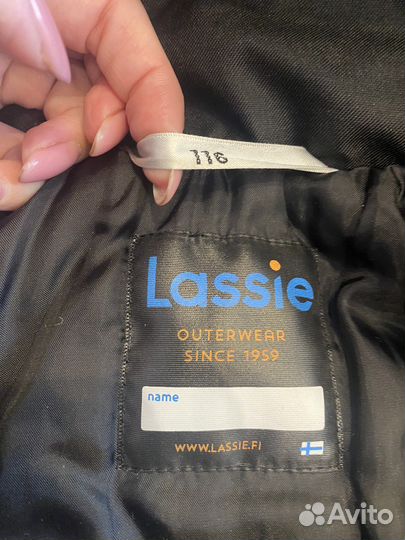 116
Lassie
OUTERWEAR
SINCE 1959
name
WWW.LASSIE.FI
Avito